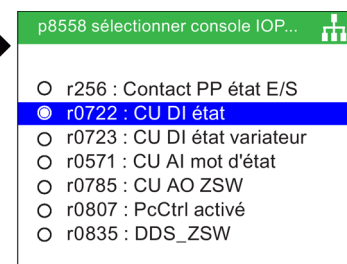 p8558 sélectionner console IOP...
r256 : Contact PP état E/S
r0722 : CU DI état
r0723 : CU DI état variateur
r0571 : CU AI mot d'état
r0785 : CU AO ZSW
r0807 : PcCtrl activé
r0835 : DDS_ZSW